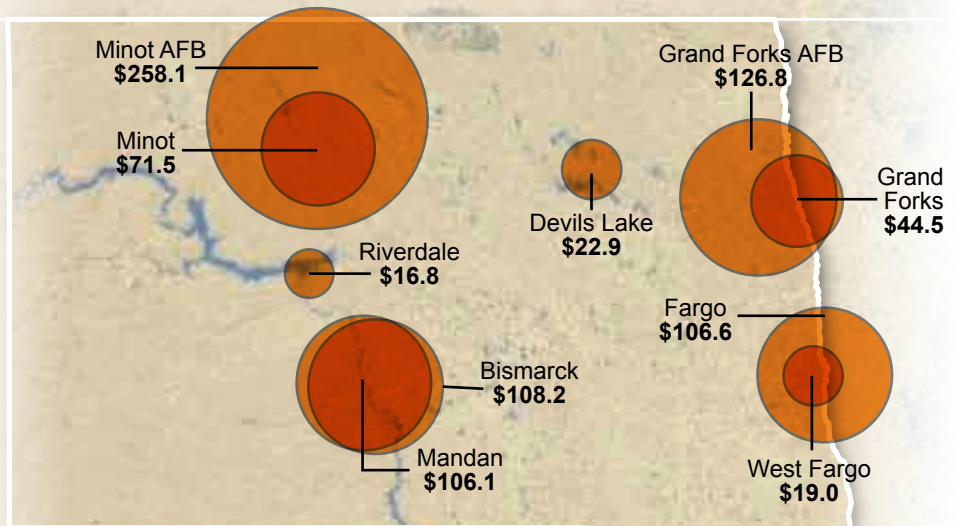 Minot AFB
$258.1
Minot
$71.5
Grand Forks AFB
$126.8
Grand
Forks
$44.5
Devils Lake
$22.9
Riverdale
$16.8
Fargo
$106.6
Bismarck
$108.2
Mandan
$106.1
West Fargo
$19.0